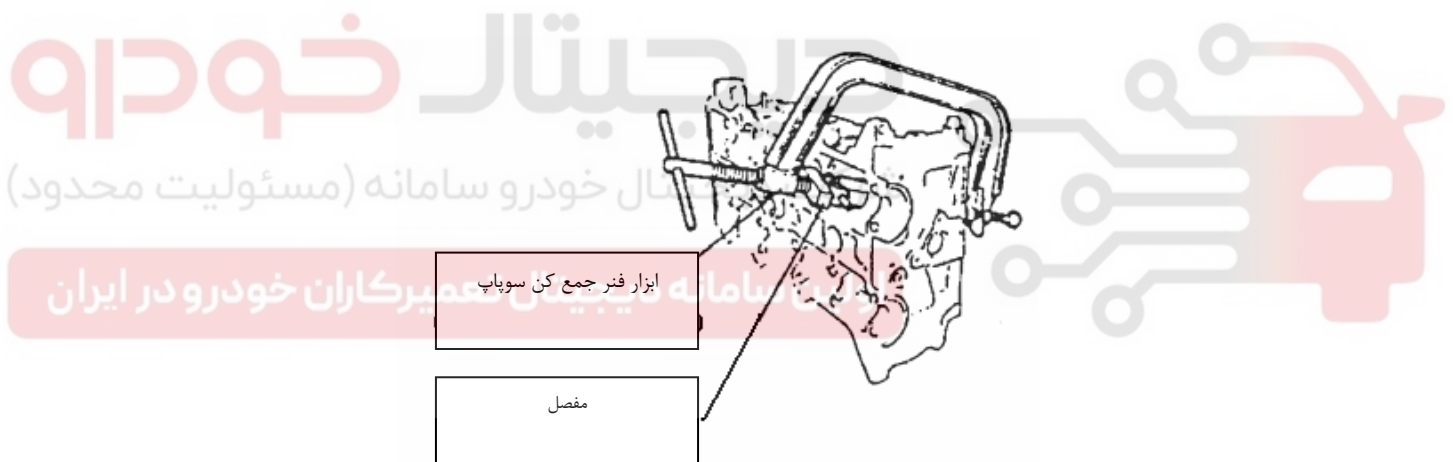 دیجیتال خودرو
دیجیتال خودرو سامانه (مسئولیت محدود)
اولین سامانه دیجیتال تعمیرکاران خودرو در ایران
ابزار فنر جمع کن سوپاپ
مفصل